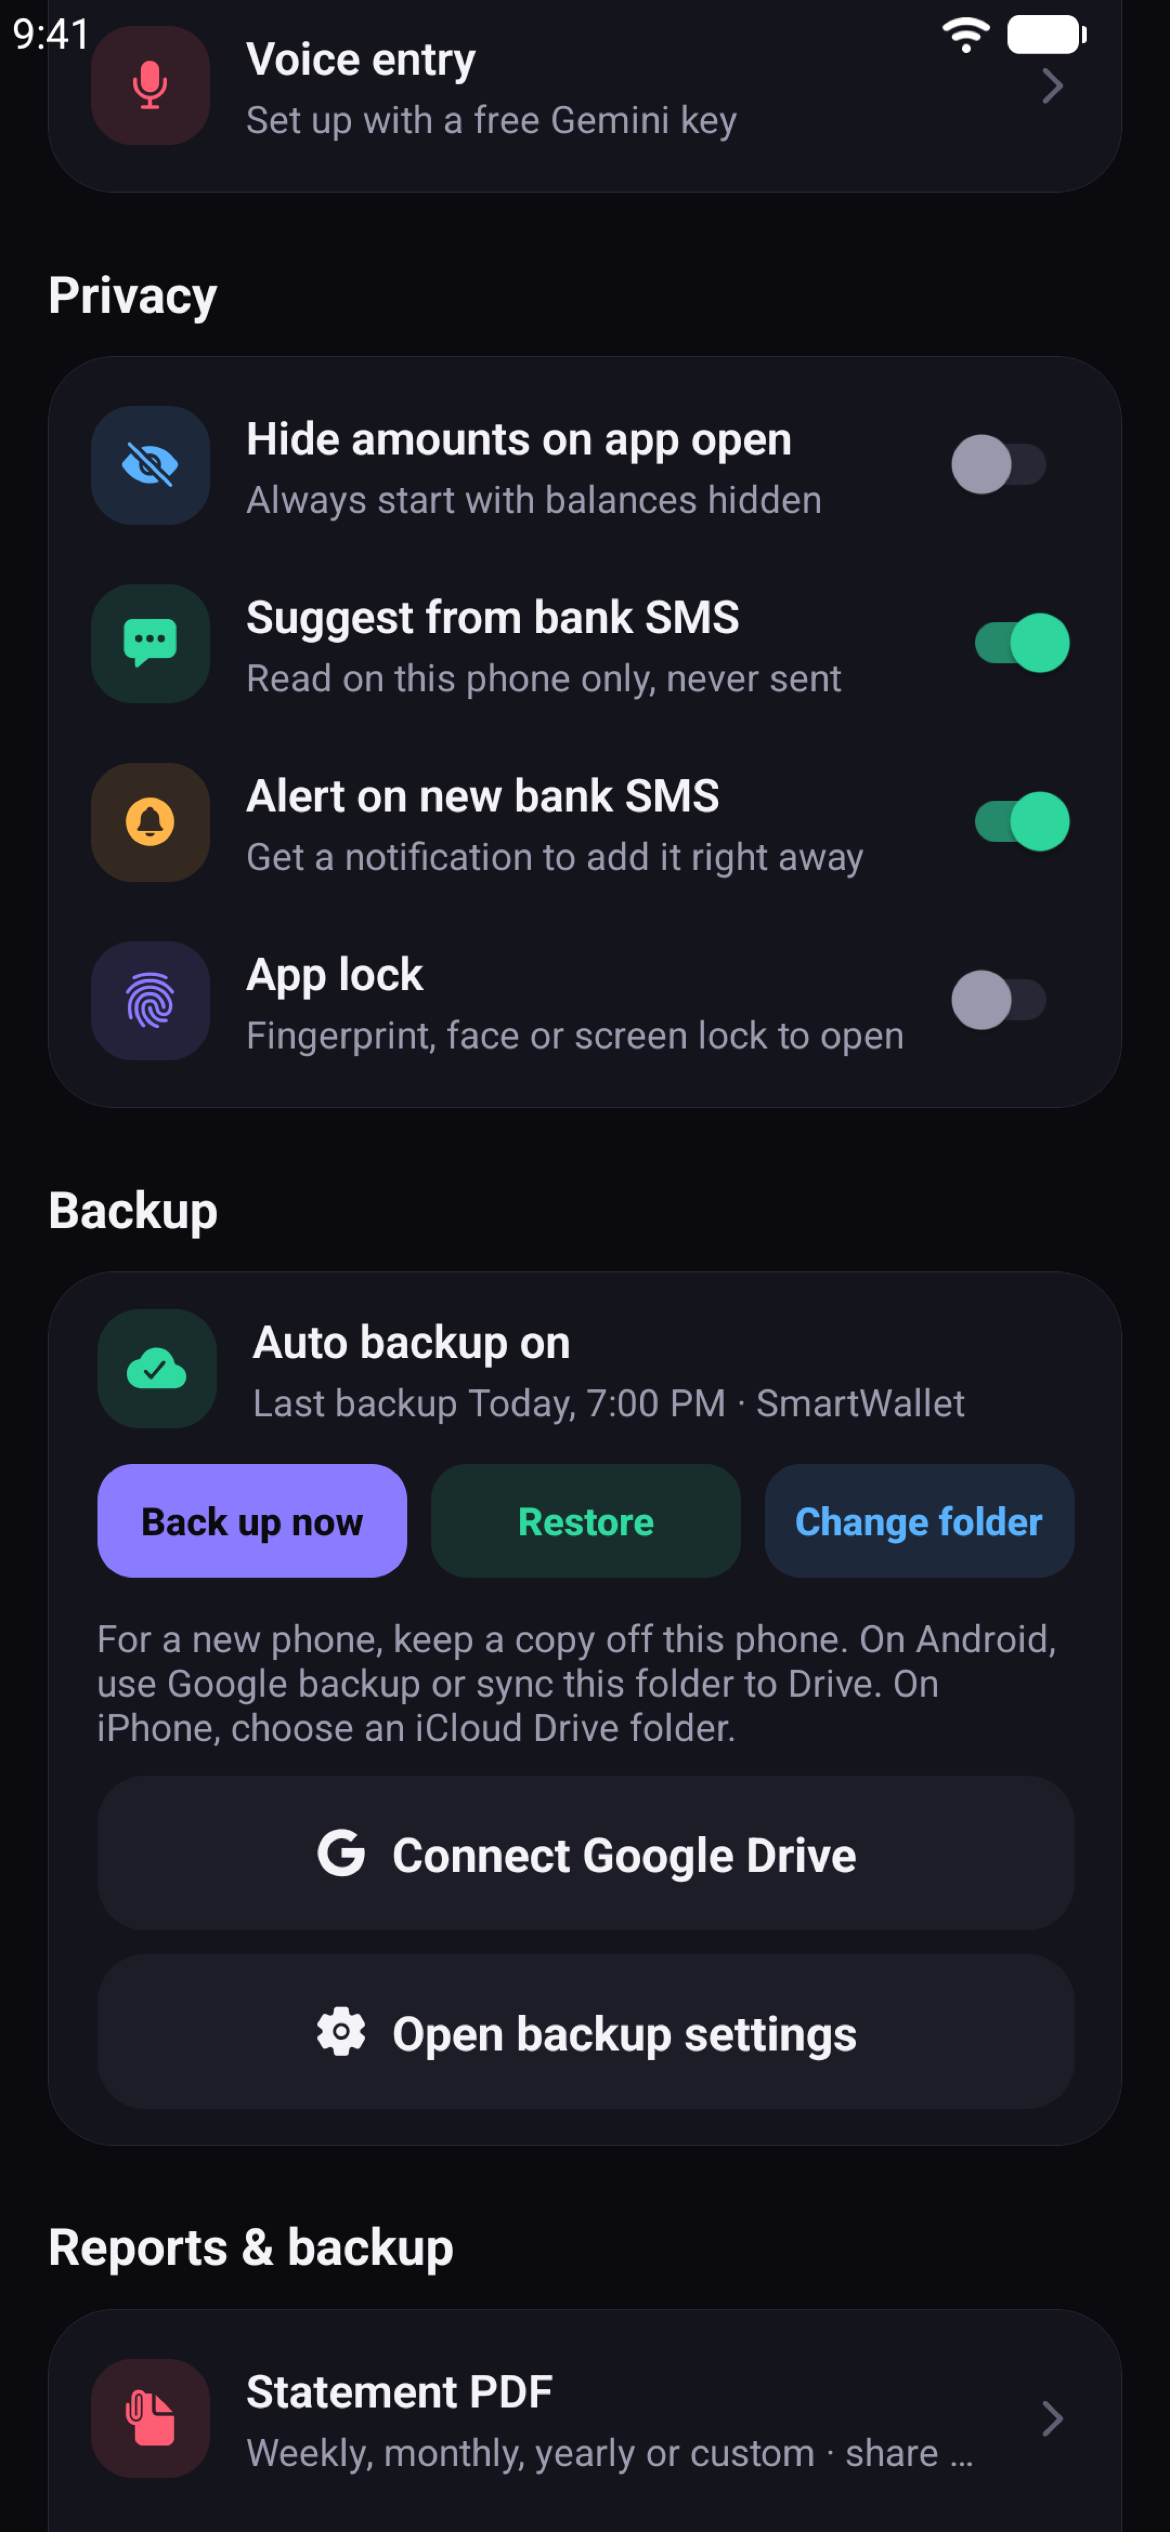 9:41
Voice entry
Set up with a free Gemini key
Privacy
Hide amounts on app open
Always start with balances hidden
Suggest from bank SMS
Read on this phone only, never sent
Alert on new bank SMS
Get a notification to add it right away
App lock
Fingerprint, face or screen lock to open
Backup
Auto backup on
Last backup Today, 7:00 PM · SmartWallet
Back up now
Restore
Change folder
For a new phone, keep a copy off this phone. On Android,
use Google backup or sync this folder to Drive. On
iPhone, choose an iCloud Drive folder.
Connect Google Drive
Open backup settings
Reports & backup
Statement PDF
Weekly, monthly, yearly or custom · share ...